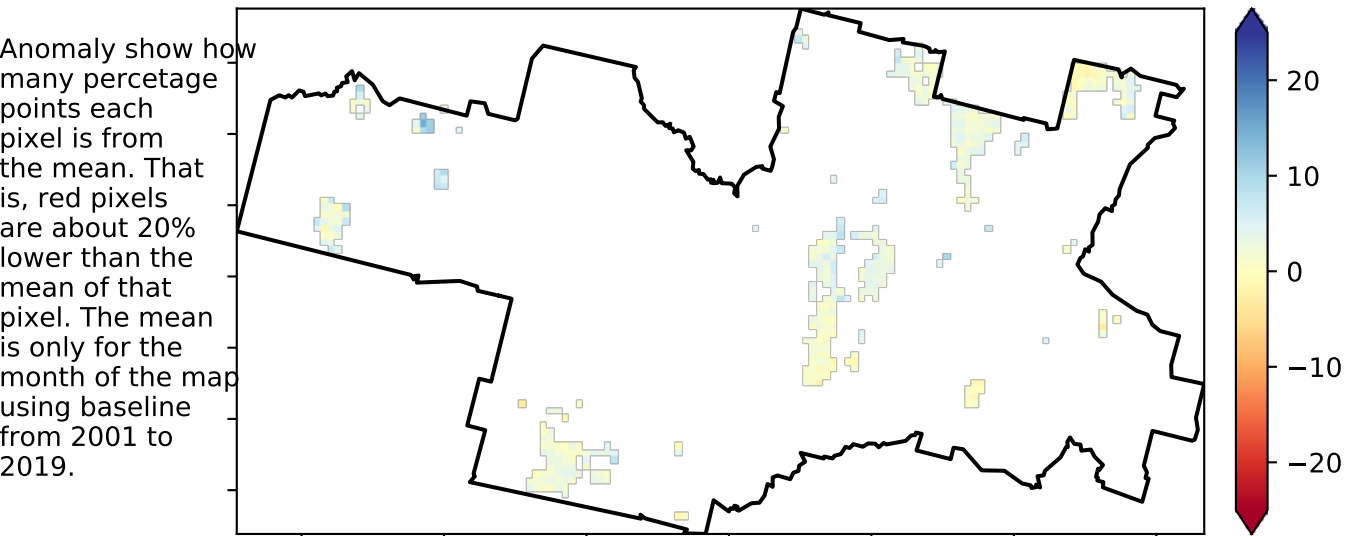 Anomaly show how
many percetage
points each
pixel is from
the mean. That
is, red pixels
are about 20%
lower than the
mean of that
pixel. The mean
is only for the
month of the map
using baseline
from 2001 to
2019.
20
10
0
−10
−20